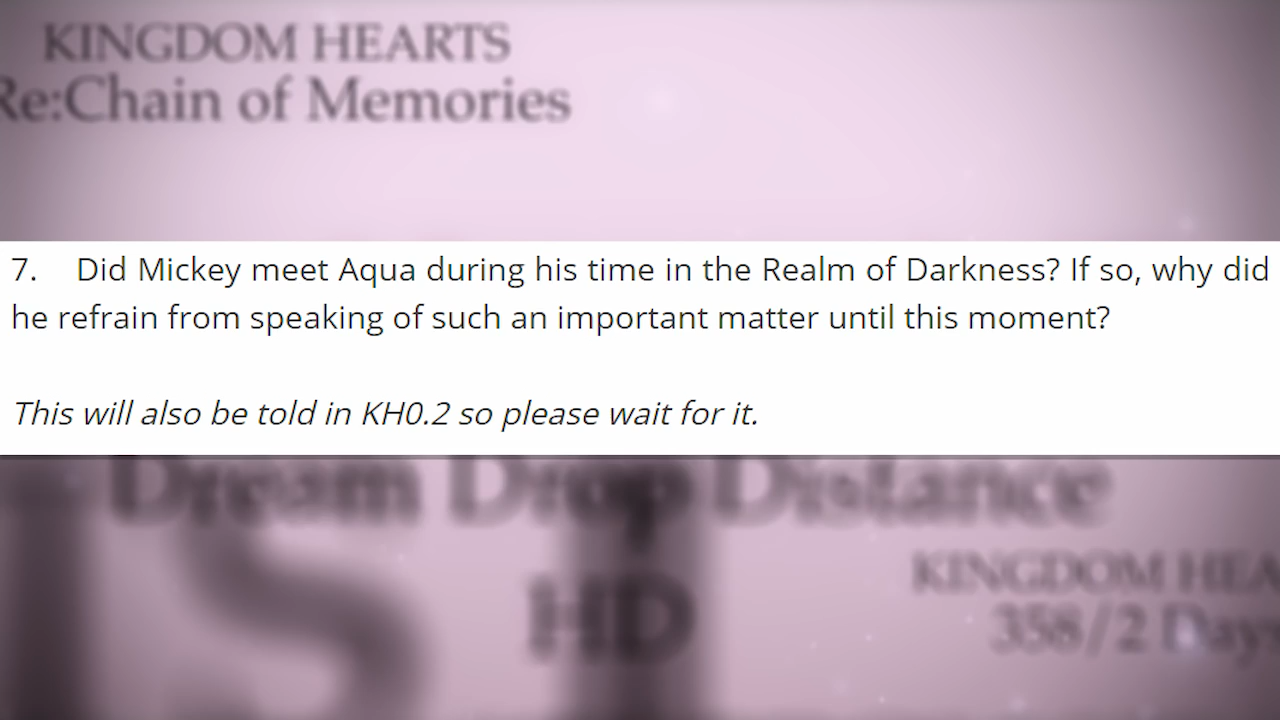 KINGDOM HEARTS
Re:Chain of Memories
7. Did Mickey meet Aqua during his time in the Realm of Darkness? If so, why did
he refrain from speaking of such an important matter until this moment?
This will also be told in KH0.2 so please wait for it.
Dream Drop Distance
HD
KINGDOM HEA
358/2 Days